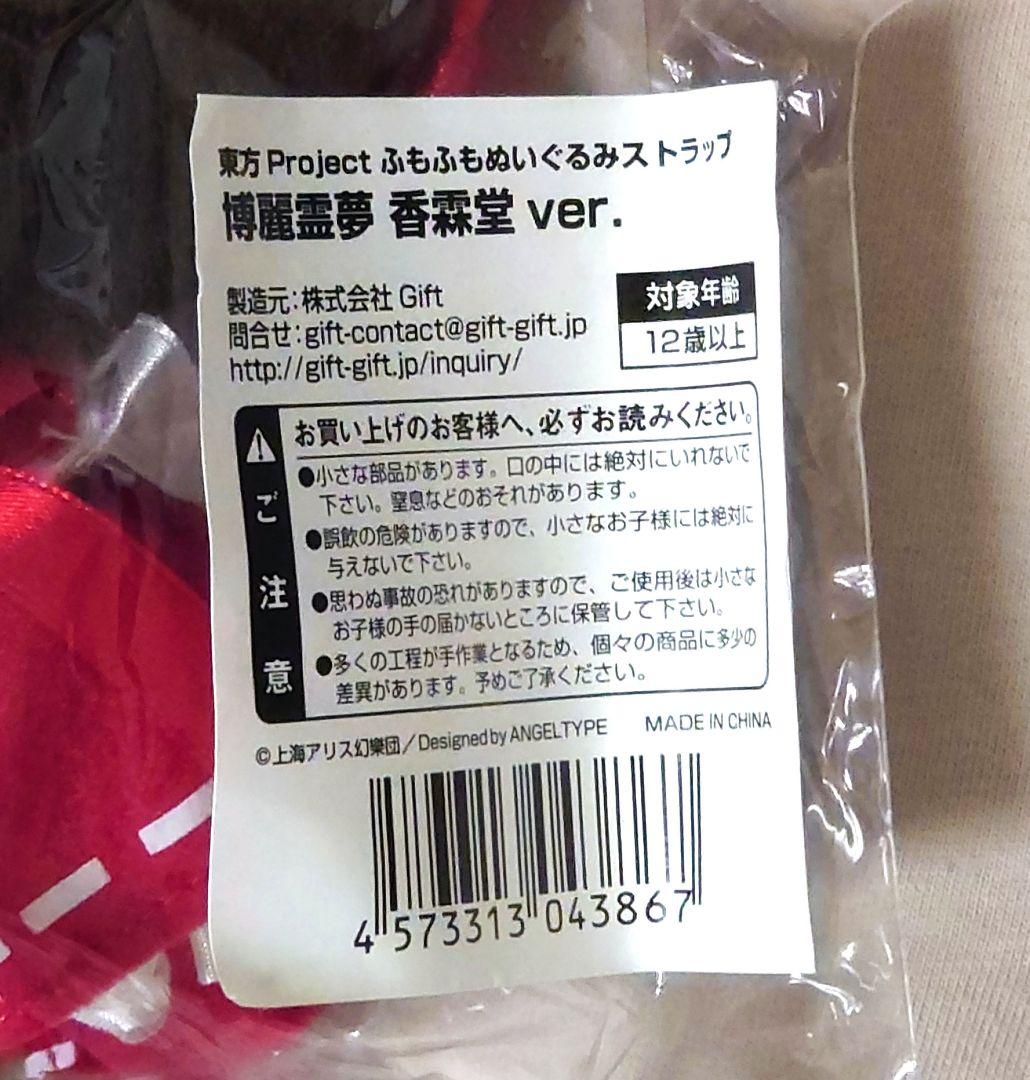 東方Project ふもふもぬいぐるみストラップ
博麗霊夢 香霖堂 ver.
製造元：株式会社 Gift
問合せ：gift-contact@gift-gift.jp
http://gift-gift.jp/inquiry/
対象年齢
12歳以上
⚠ご注意
お買い上げのお客様へ、必ずお読みください。
●小さな部品があります。口の中には絶対にいれないで
下さい。窒息などのおそれがあります。
●誤飲の危険がありますので、小さなお子様には絶対に
与えないで下さい。
●思わぬ事故の恐れがありますので、ご使用後は小さな
お子様の手の届かないところに保管して下さい。
●多くの工程が手作業となるため、個々の商品に多少の
差異があります。予めご了承ください。
©上海アリス幻樂団／Designed by ANGELTYPE
MADE IN CHINA
4 573313 043867